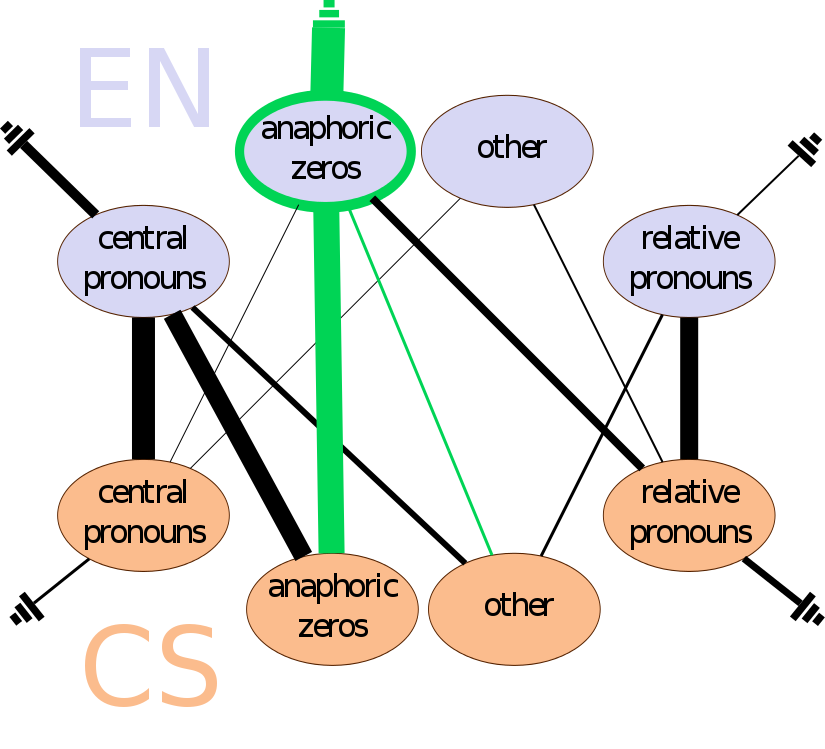 EN
anaphoric
zeros
other
central
pronouns
relative
pronouns
central
pronouns
relative
pronouns
anaphoric
zeros
other
CS